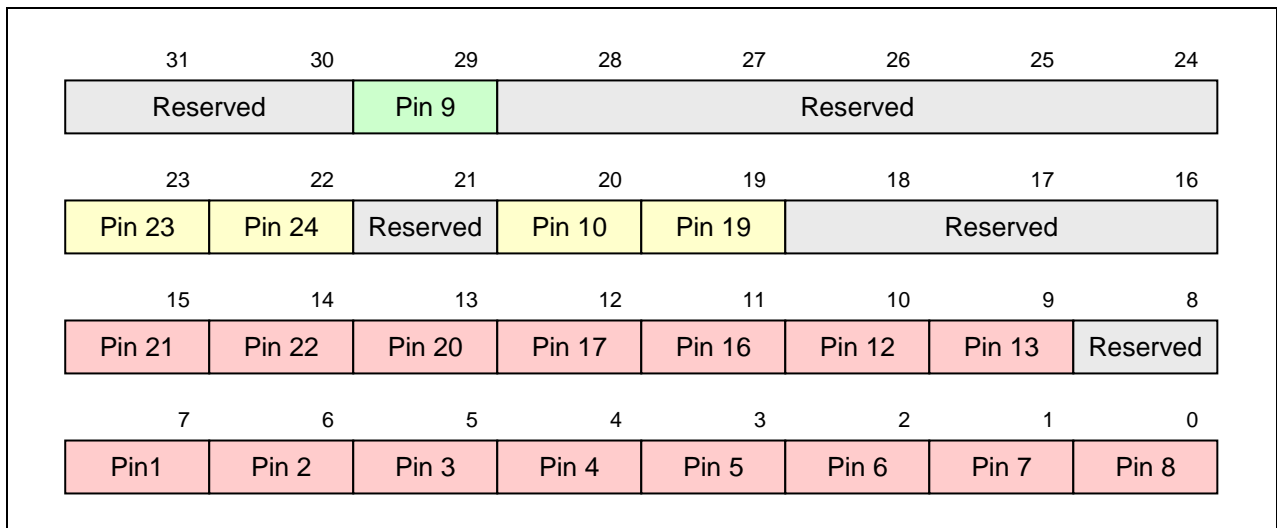 31 30 29 28 27 26 25 24
Reserved Pin 9 Reserved
23 22 21 20 19 18 17 16
Pin 23 Pin 24 Reserved Pin 10 Pin 19 Reserved
15 14 13 12 11 10 9 8
Pin 21 Pin 22 Pin 20 Pin 17 Pin 16 Pin 12 Pin 13 Reserved
7 6 5 4 3 2 1 0
Pin1 Pin 2 Pin 3 Pin 4 Pin 5 Pin 6 Pin 7 Pin 8